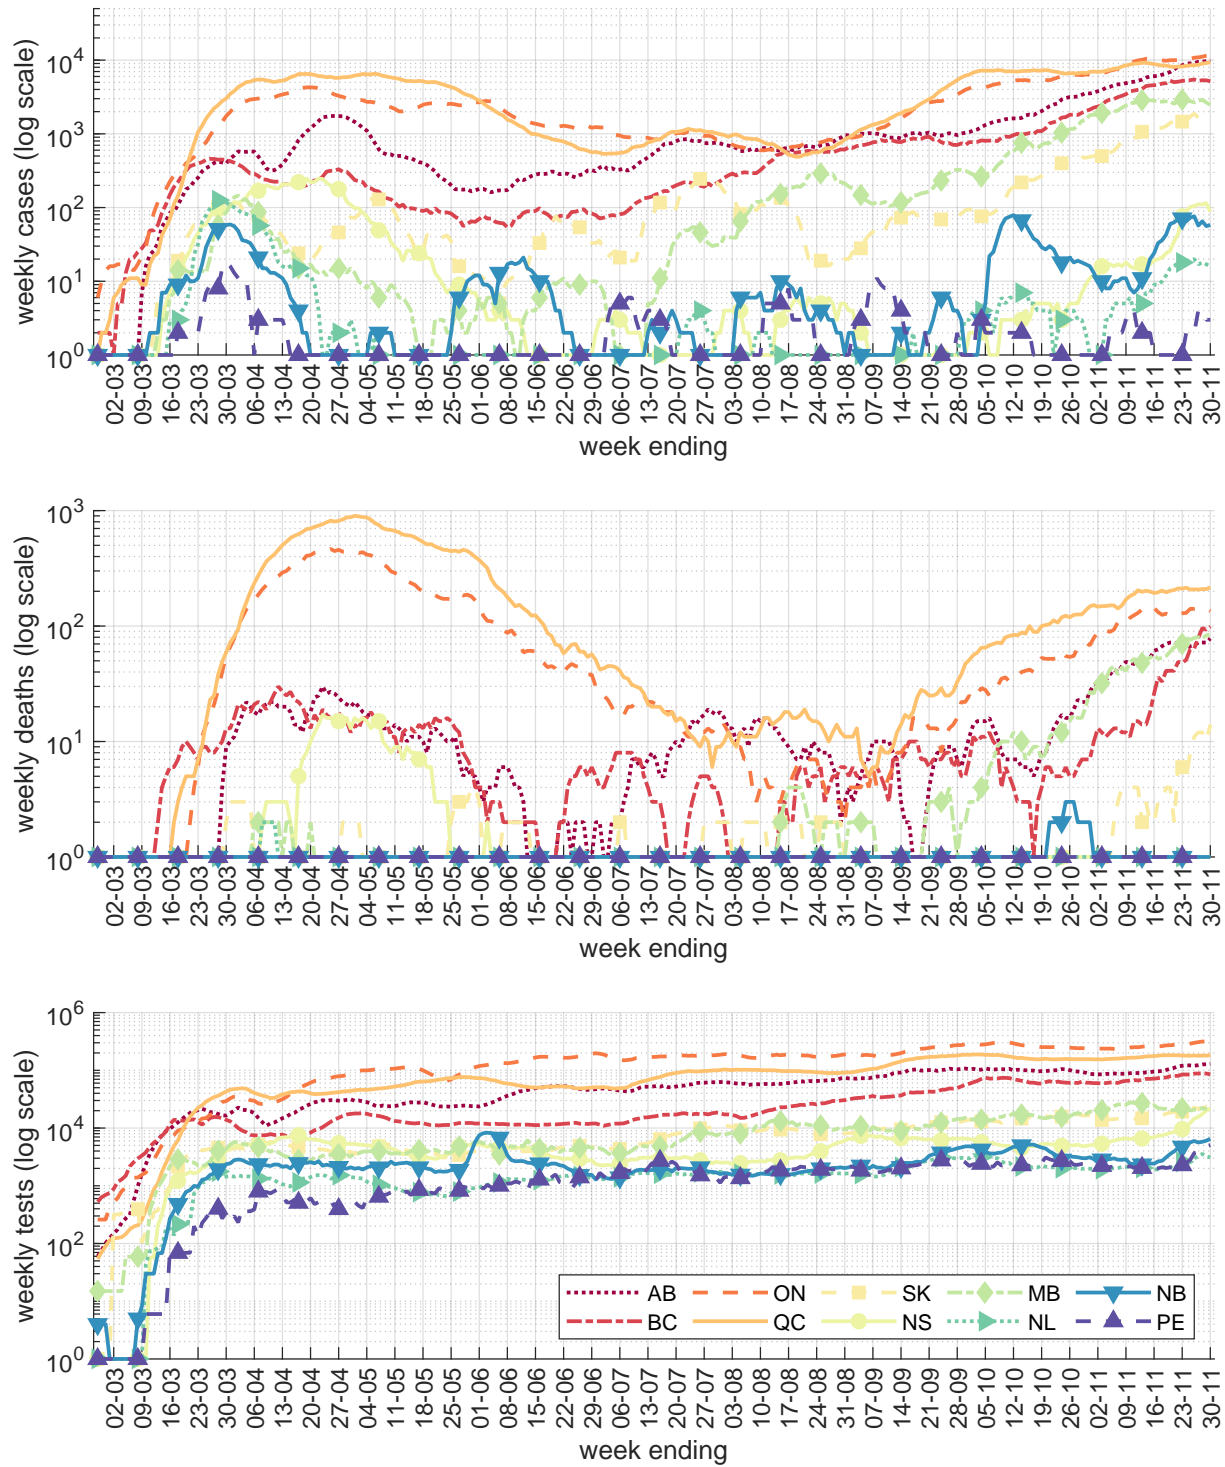 weekly cases (log scale)
10^4
10^3
10^2
10^1
10^0
02-03 09-03 16-03 23-03 30-03 06-04 13-04 20-04 27-04 04-05 11-05 18-05 25-05 01-06 08-06 15-06 22-06 29-06 06-07 13-07 20-07 27-07 03-08 10-08 17-08 24-08 31-08 07-09 14-09 21-09 28-09 05-10 12-10 19-10 26-10 02-11 09-11 16-11 23-11 30-11
week ending
weekly deaths (log scale)
10^3
10^2
10^1
10^0
02-03 09-03 16-03 23-03 30-03 06-04 13-04 20-04 27-04 04-05 11-05 18-05 25-05 01-06 08-06 15-06 22-06 29-06 06-07 13-07 20-07 27-07 03-08 10-08 17-08 24-08 31-08 07-09 14-09 21-09 28-09 05-10 12-10 19-10 26-10 02-11 09-11 16-11 23-11 30-11
week ending
weekly tests (log scale)
10^6
10^4
10^2
10^0
AB ON SK MB NB
BC QC NS NL PE
02-03 09-03 16-03 23-03 30-03 06-04 13-04 20-04 27-04 04-05 11-05 18-05 25-05 01-06 08-06 15-06 22-06 29-06 06-07 13-07 20-07 27-07 03-08 10-08 17-08 24-08 31-08 07-09 14-09 21-09 28-09 05-10 12-10 19-10 26-10 02-11 09-11 16-11 23-11 30-11
week ending